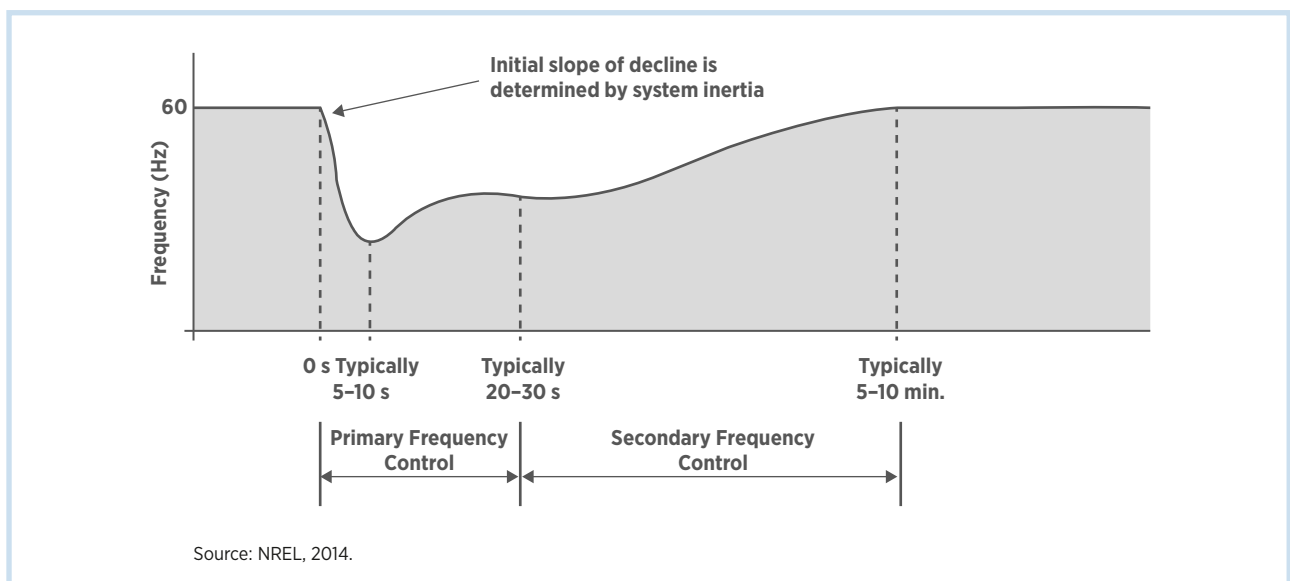 Initial slope of decline is
determined by system inertia
60
Frequency (Hz)
0 s Typically
5–10 s
Typically
20–30 s
Typically
5–10 min.
Primary Frequency
Control
Secondary Frequency
Control
Source: NREL, 2014.